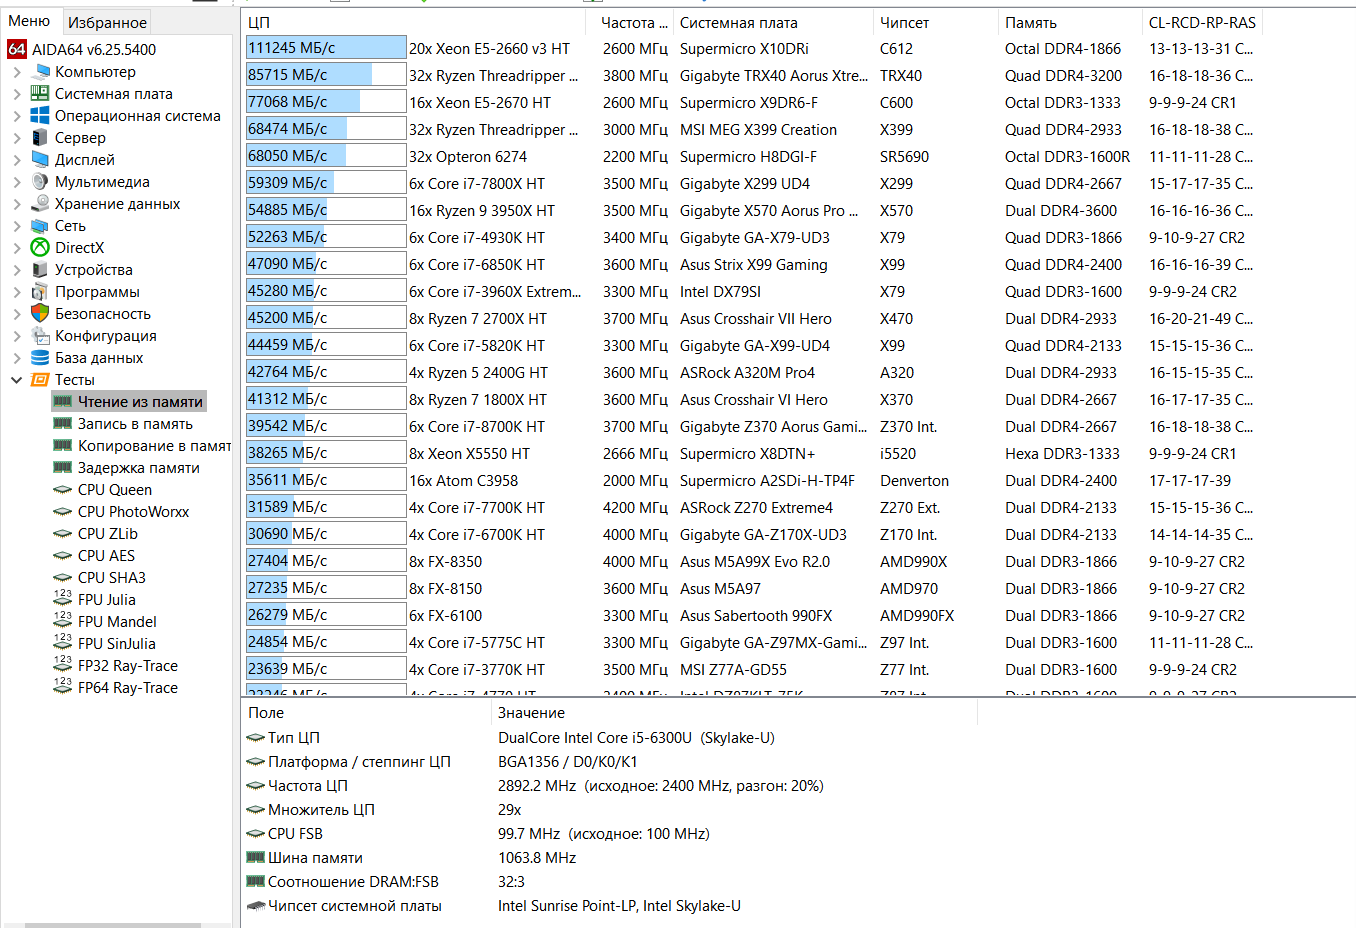 Меню Избранное
AIDA64 v6.25.5400
Компьютер
Системная плата
Операционная система
Сервер
Дисплей
Мультимедиа
Хранение данных
Сеть
DirectX
Устройства
Программы
Безопасность
Конфигурация
База данных
Тесты
Чтение из памяти
Запись в память
Копирование в памят
Задержка памяти
CPU Queen
CPU PhotoWorxx
CPU ZLib
CPU AES
CPU SHA3
FPU Julia
FPU Mandel
FPU SinJulia
FP32 Ray-Trace
FP64 Ray-Trace
ЦП Частота ... Системная плата Чипсет Память CL-RCD-RP-RAS
111245 МБ/с 20x Xeon E5-2660 v3 HT 2600 МГц Supermicro X10DRi C612 Octal DDR4-1866 13-13-13-31 C...
85715 МБ/с 32x Ryzen Threadripper ... 3800 МГц Gigabyte TRX40 Aorus Xtre... TRX40 Quad DDR4-3200 16-18-18-36 C...
77068 МБ/с 16x Xeon E5-2670 HT 2600 МГц Supermicro X9DR6-F C600 Octal DDR3-1333 9-9-9-24 CR1
68474 МБ/с 32x Ryzen Threadripper ... 3000 МГц MSI MEG X399 Creation X399 Quad DDR4-2933 16-18-18-38 C...
68050 МБ/с 32x Opteron 6274 2200 МГц Supermicro H8DGI-F SR5690 Octal DDR3-1600R 11-11-11-28 C...
59309 МБ/с 6x Core i7-7800X HT 3500 МГц Gigabyte X299 UD4 X299 Quad DDR4-2667 15-17-17-35 C...
54885 МБ/с 16x Ryzen 9 3950X HT 3500 МГц Gigabyte X570 Aorus Pro ... X570 Dual DDR4-3600 16-16-16-36 C...
52263 МБ/с 6x Core i7-4930K HT 3400 МГц Gigabyte GA-X79-UD3 X79 Quad DDR3-1866 9-10-9-27 CR2
47090 МБ/с 6x Core i7-6850K HT 3600 МГц Asus Strix X99 Gaming X99 Quad DDR4-2400 16-16-16-39 C...
45280 МБ/с 6x Core i7-3960X Extrem... 3300 МГц Intel DX79SI X79 Quad DDR3-1600 9-9-9-24 CR2
45200 МБ/с 8x Ryzen 7 2700X HT 3700 МГц Asus Crosshair VII Hero X470 Dual DDR4-2933 16-20-21-49 C...
44459 МБ/с 6x Core i7-5820K HT 3300 МГц Gigabyte GA-X99-UD4 X99 Quad DDR4-2133 15-15-15-36 C...
42764 МБ/с 4x Ryzen 5 2400G HT 3600 МГц ASRock A320M Pro4 A320 Dual DDR4-2933 16-15-15-35 C...
41312 МБ/с 8x Ryzen 7 1800X HT 3600 МГц Asus Crosshair VI Hero X370 Dual DDR4-2667 16-17-17-35 C...
39542 МБ/с 6x Core i7-8700K HT 3700 МГц Gigabyte Z370 Aorus Gami... Z370 Int. Dual DDR4-2667 16-18-18-38 C...
38265 МБ/с 8x Xeon X5550 HT 2666 МГц Supermicro X8DTN+ i5520 Hexa DDR3-1333 9-9-9-24 CR1
35611 МБ/с 16x Atom C3958 2000 МГц Supermicro A2SDi-H-TP4F Denverton Dual DDR4-2400 17-17-17-39
31589 МБ/с 4x Core i7-7700K HT 4200 МГц ASRock Z270 Extreme4 Z270 Ext. Dual DDR4-2133 15-15-15-36 C...
30690 МБ/с 4x Core i7-6700K HT 4000 МГц Gigabyte GA-Z170X-UD3 Z170 Int. Dual DDR4-2133 14-14-14-35 C...
27404 МБ/с 8x FX-8350 4000 МГц Asus M5A99X Evo R2.0 AMD990X Dual DDR3-1866 9-10-9-27 CR2
27235 МБ/с 8x FX-8150 3600 МГц Asus M5A97 AMD970 Dual DDR3-1866 9-10-9-27 CR2
26279 МБ/с 6x FX-6100 3300 МГц Asus Sabertooth 990FX AMD990FX Dual DDR3-1866 9-10-9-27 CR2
24854 МБ/с 4x Core i7-5775C HT 3300 МГц Gigabyte GA-Z97MX-Gami... Z97 Int. Dual DDR3-1600 11-11-11-28 C...
23639 МБ/с 4x Core i7-3770K HT 3500 МГц MSI Z77A-GD55 Z77 Int. Dual DDR3-1600 9-9-9-24 CR2
Поле Значение
Тип ЦП DualCore Intel Core i5-6300U (Skylake-U)
Платформа / степпинг ЦП BGA1356 / D0/K0/K1
Частота ЦП 2892.2 MHz (исходное: 2400 MHz, разгон: 20%)
Множитель ЦП 29x
CPU FSB 99.7 MHz (исходное: 100 MHz)
Шина памяти 1063.8 MHz
Соотношение DRAM:FSB 32:3
Чипсет системной платы Intel Sunrise Point-LP, Intel Skylake-U